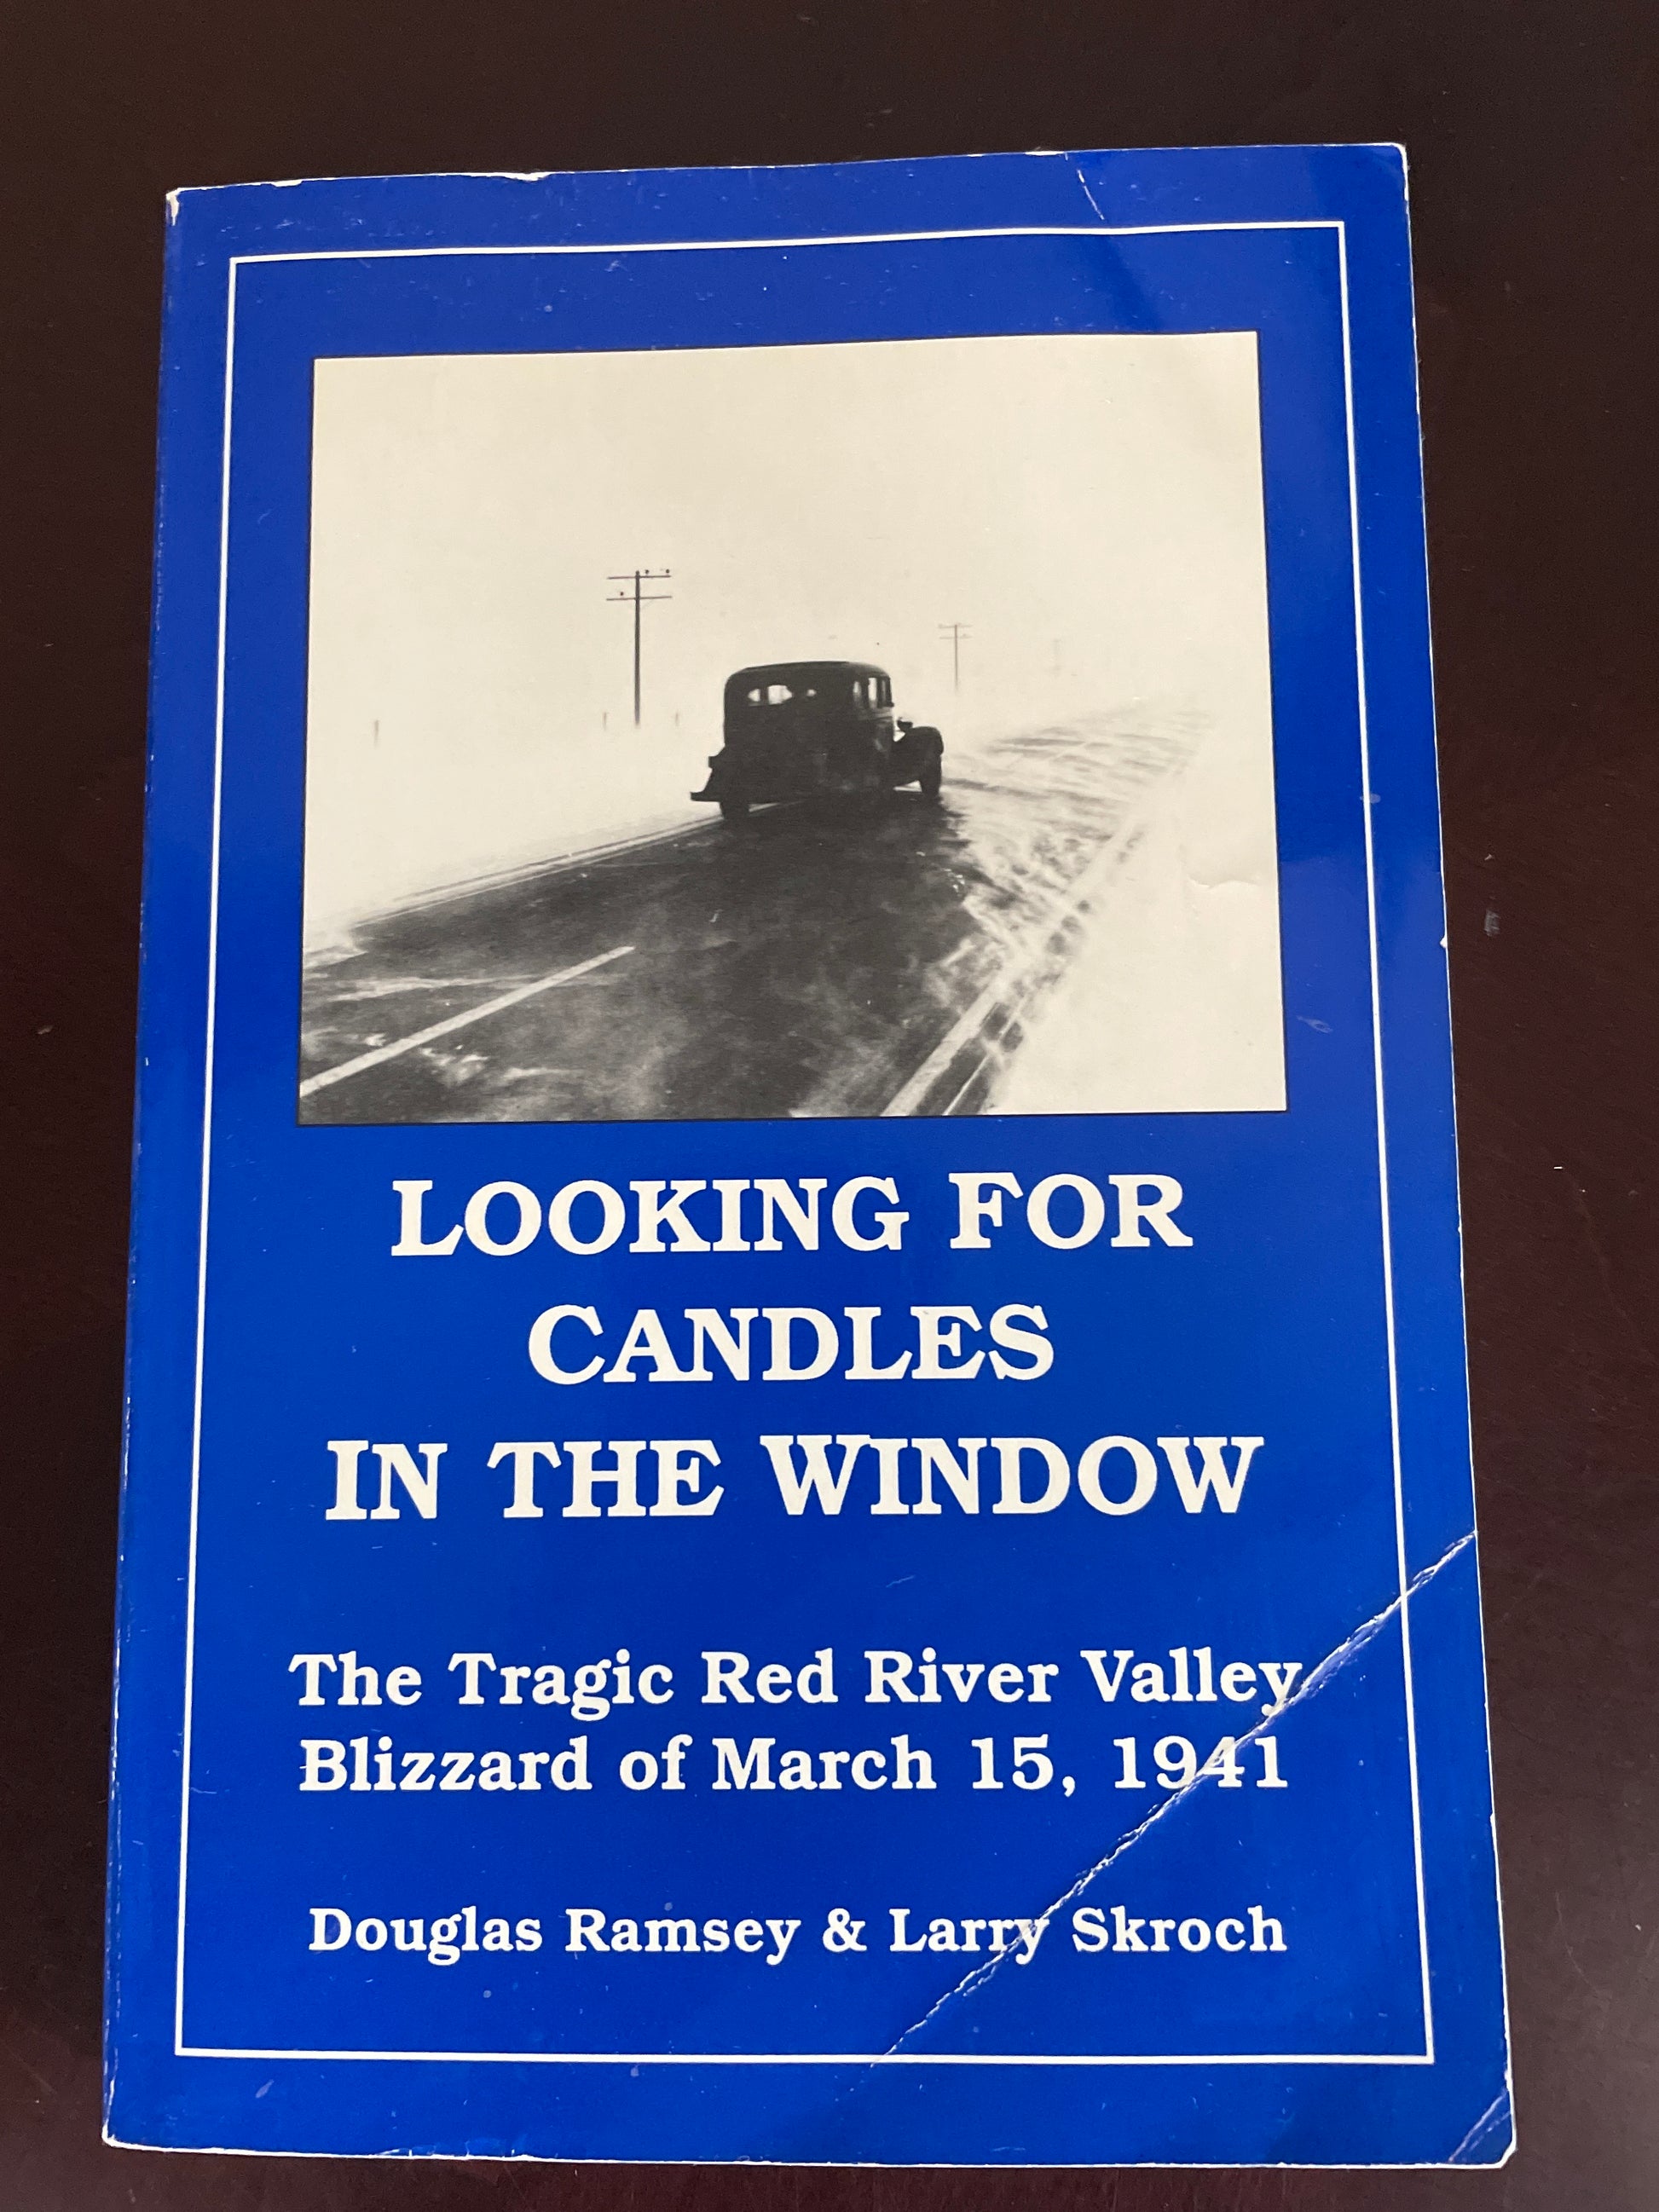 LOOKING FOR
CANDLES
IN THE WINDOW
The Tragic Red River Valley
Blizzard of March 15, 1941
Douglas Ramsey & Larry Skroch